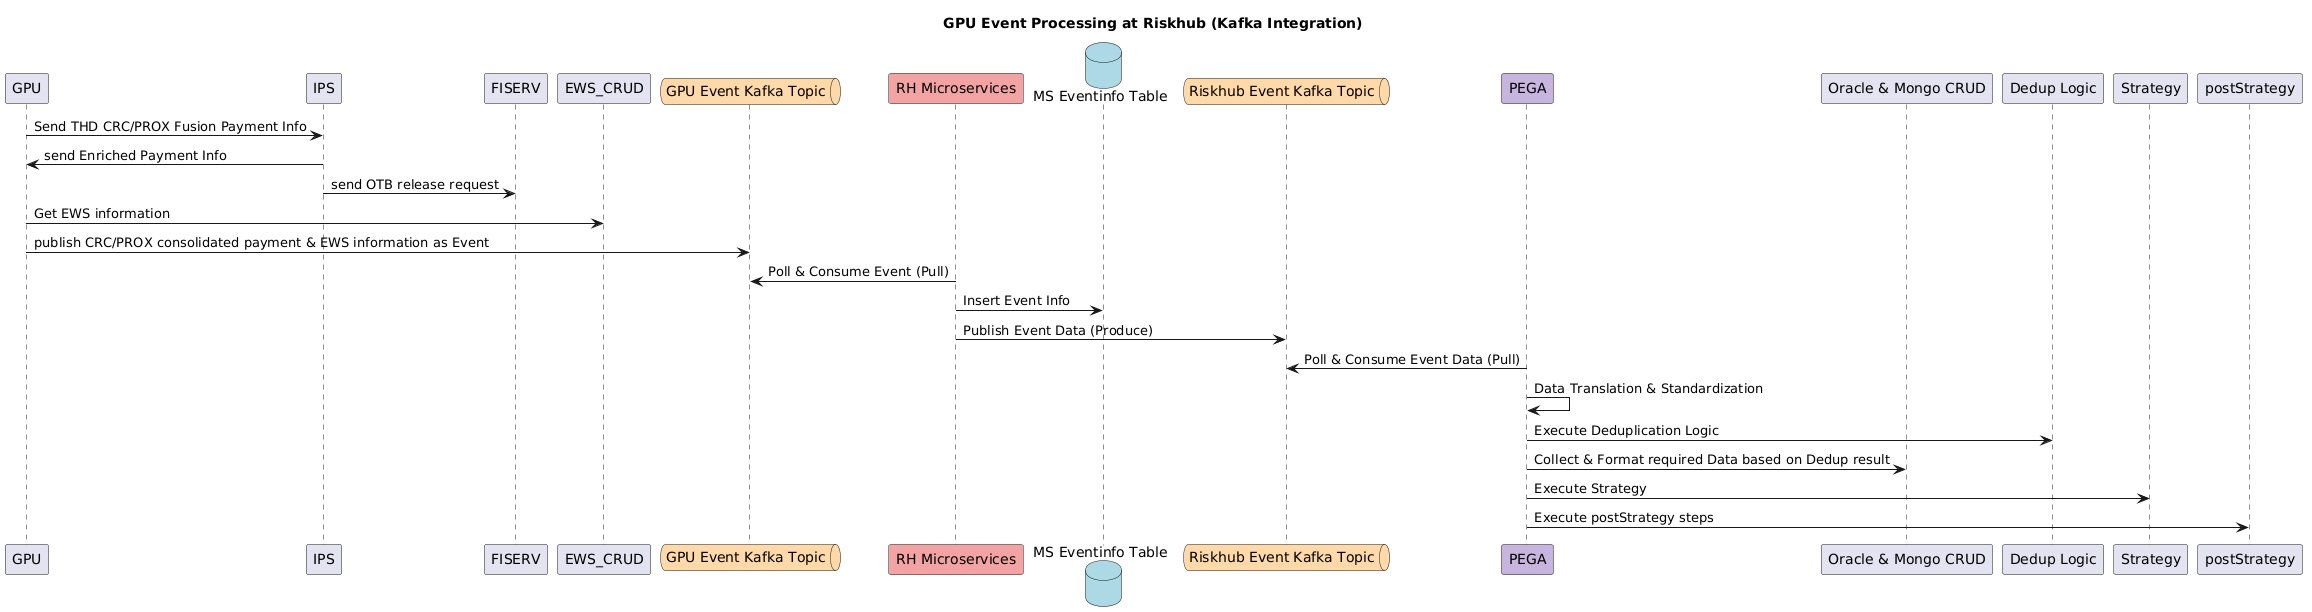 GPU Event Processing at Riskhub (Kafka Integration)
GPU
IPS
FISERV
EWS_CRUD
GPU Event Kafka Topic
RH Microservices
MS Eventinfo Table
Riskhub Event Kafka Topic
PEGA
Oracle & Mongo CRUD
Dedup Logic
Strategy
postStrategy
Send THD CRC/PROX Fusion Payment Info
send Enriched Payment Info
send OTB release request
Get EWS information
publish CRC/PROX consolidated payment & EWS information as Event
Poll & Consume Event (Pull)
Insert Event Info
Publish Event Data (Produce)
Poll & Consume Event Data (Pull)
Data Translation & Standardization
Execute Deduplication Logic
Collect & Format required Data based on Dedup result
Execute Strategy
Execute postStrategy steps
GPU
IPS
FISERV
EWS_CRUD
GPU Event Kafka Topic
RH Microservices
MS Eventinfo Table
Riskhub Event Kafka Topic
PEGA
Oracle & Mongo CRUD
Dedup Logic
Strategy
postStrategy